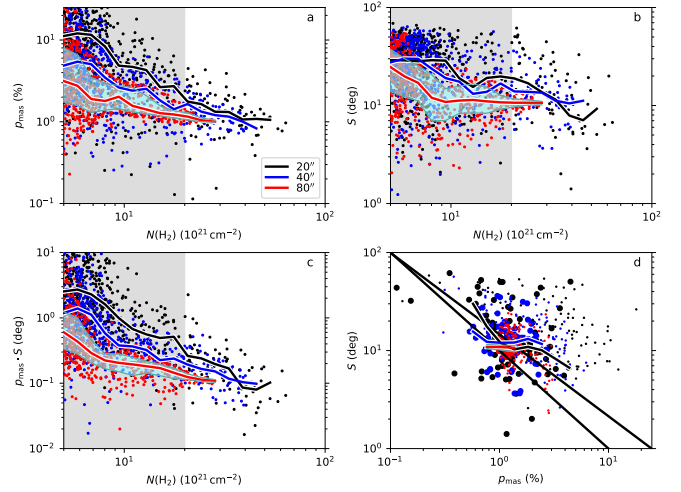 a
10¹
10⁰
10⁻¹
p_mas (%)
20″
40″
80″
10¹
10²
N(H₂) (10²¹ cm⁻²)
b
10²
10¹
10⁰
S (deg)
10¹
10²
N(H₂) (10²¹ cm⁻²)
c
10¹
10⁰
10⁻¹
10⁻²
p_mas · S (deg)
10¹
10²
N(H₂) (10²¹ cm⁻²)
d
10²
10¹
10⁰
S (deg)
10⁻¹
10⁰
10¹
p_mas (%)